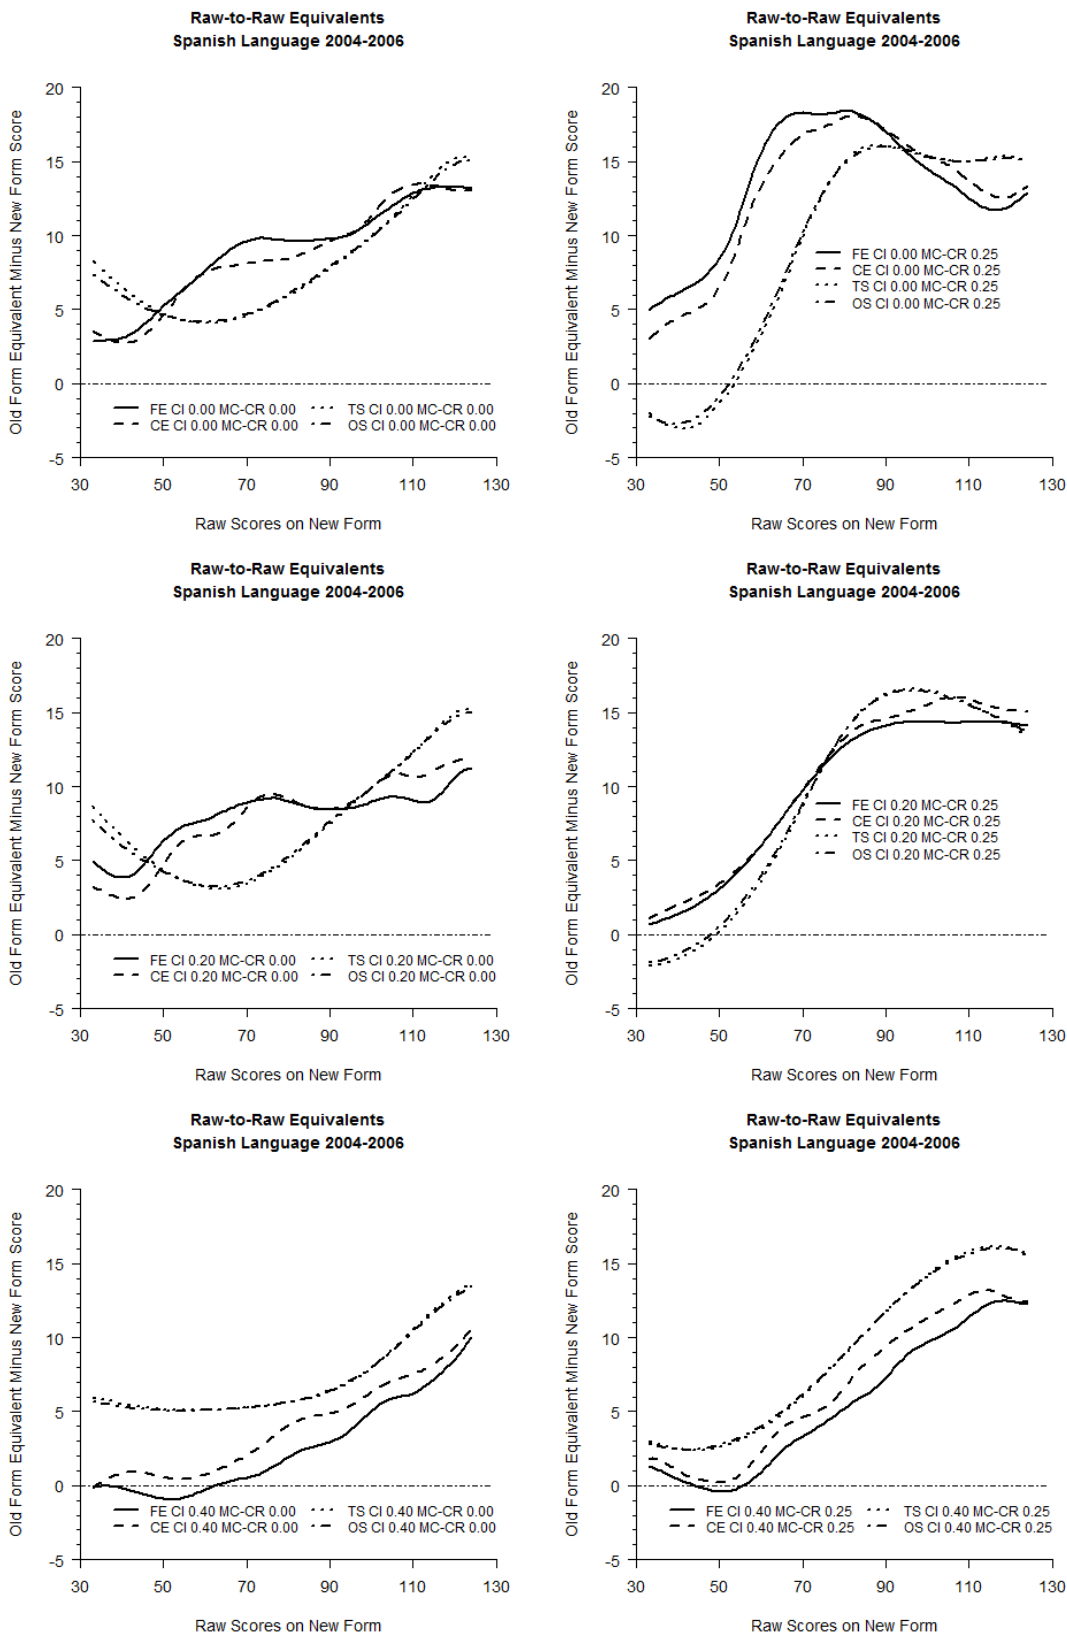 Raw-to-Raw Equivalents
Spanish Language 2004-2006
Old Form Equivalent Minus New Form Score
20
15
10
5
0
-5
FE CI 0.00 MC-CR 0.00
CE CI 0.00 MC-CR 0.00
TS CI 0.00 MC-CR 0.00
OS CI 0.00 MC-CR 0.00
30 50 70 90 110 130
Raw Scores on New Form
Raw-to-Raw Equivalents
Spanish Language 2004-2006
Old Form Equivalent Minus New Form Score
20
15
10
5
0
-5
FE CI 0.00 MC-CR 0.25
CE CI 0.00 MC-CR 0.25
TS CI 0.00 MC-CR 0.25
OS CI 0.00 MC-CR 0.25
30 50 70 90 110 130
Raw Scores on New Form
Raw-to-Raw Equivalents
Spanish Language 2004-2006
Old Form Equivalent Minus New Form Score
20
15
10
5
0
-5
FE CI 0.20 MC-CR 0.00
CE CI 0.20 MC-CR 0.00
TS CI 0.20 MC-CR 0.00
OS CI 0.20 MC-CR 0.00
30 50 70 90 110 130
Raw Scores on New Form
Raw-to-Raw Equivalents
Spanish Language 2004-2006
Old Form Equivalent Minus New Form Score
20
15
10
5
0
-5
FE CI 0.20 MC-CR 0.25
CE CI 0.20 MC-CR 0.25
TS CI 0.20 MC-CR 0.25
OS CI 0.20 MC-CR 0.25
30 50 70 90 110 130
Raw Scores on New Form
Raw-to-Raw Equivalents
Spanish Language 2004-2006
Old Form Equivalent Minus New Form Score
20
15
10
5
0
-5
FE CI 0.40 MC-CR 0.00
CE CI 0.40 MC-CR 0.00
TS CI 0.40 MC-CR 0.00
OS CI 0.40 MC-CR 0.00
30 50 70 90 110 130
Raw Scores on New Form
Raw-to-Raw Equivalents
Spanish Language 2004-2006
Old Form Equivalent Minus New Form Score
20
15
10
5
0
-5
FE CI 0.40 MC-CR 0.25
CE CI 0.40 MC-CR 0.25
TS CI 0.40 MC-CR 0.25
OS CI 0.40 MC-CR 0.25
30 50 70 90 110 130
Raw Scores on New Form